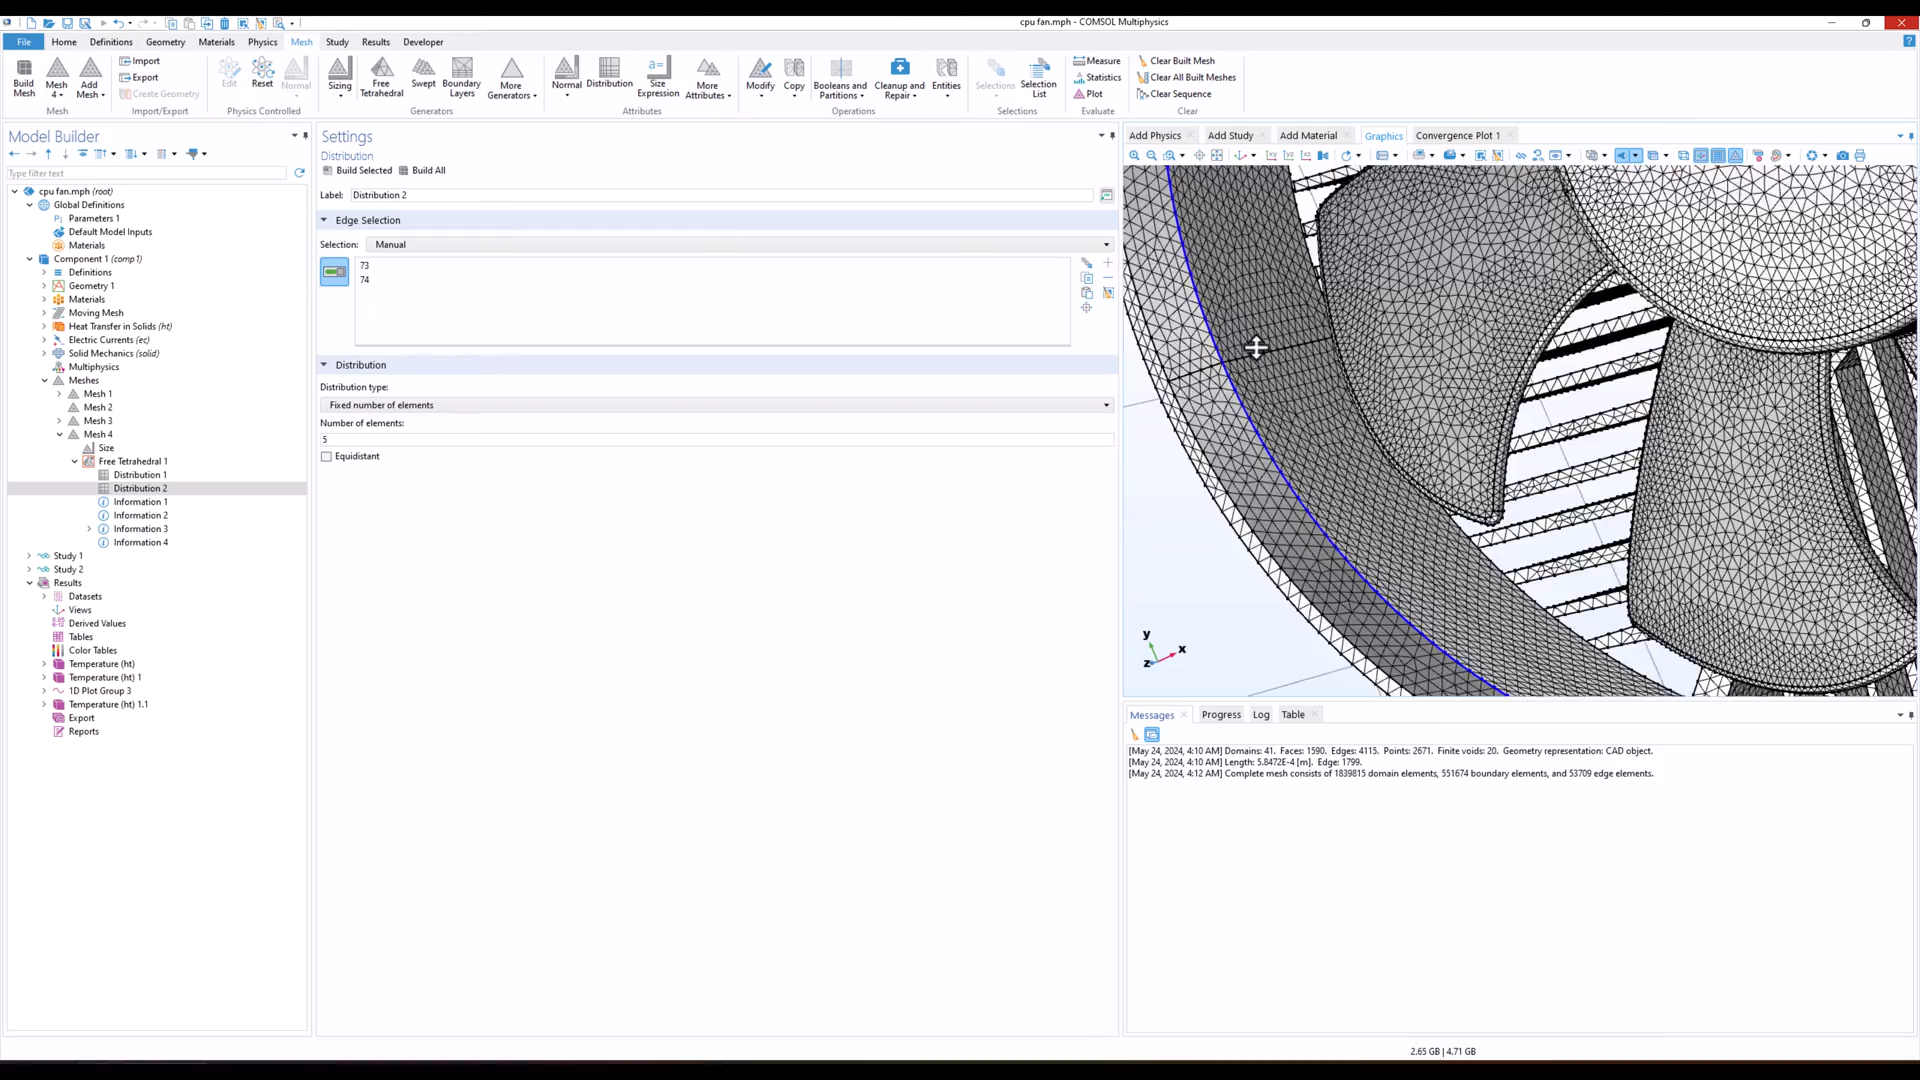 cpu fan.mph - COMSOL Multiphysics
File Home Definitions Geometry Materials Physics Mesh Study Results Developer
Build Mesh
Mesh 4
Add Mesh
Mesh
Import
Export
Create Geometry
Import/Export
Edit
Reset
Normal
Physics Controlled
Sizing
Free Tetrahedral
Swept
Boundary Layers
More Generators
Generators
Normal
Distribution
Size Expression
More Attributes
Attributes
Modify
Copy
Booleans and Partitions
Cleanup and Repair
Entities
Operations
Selections
Selection List
Selections
Measure
Statistics
Plot
Evaluate
Clear Built Mesh
Clear All Built Meshes
Clear Sequence
Clear
Model Builder
Type filter text
cpu fan.mph (root)
Global Definitions
Parameters 1
Default Model Inputs
Materials
Component 1 (comp1)
Definitions
Geometry 1
Materials
Moving Mesh
Heat Transfer in Solids (ht)
Electric Currents (ec)
Solid Mechanics (solid)
Multiphysics
Meshes
Mesh 1
Mesh 2
Mesh 3
Mesh 4
Size
Free Tetrahedral 1
Distribution 1
Distribution 2
Information 1
Information 2
Information 3
Information 4
Study 1
Study 2
Results
Datasets
Views
Derived Values
Tables
Color Tables
Temperature (ht)
Temperature (ht) 1
1D Plot Group 3
Temperature (ht) 1.1
Export
Reports
Settings
Distribution
Build Selected Build All
Label: Distribution 2
Edge Selection
Selection: Manual
73
74
Distribution
Distribution type:
Fixed number of elements
Number of elements:
5
Equidistant
Add Physics Add Study Add Material Graphics Convergence Plot 1
y
x
z
Messages Progress Log Table
[May 24, 2024, 4:10 AM] Domains: 41. Faces: 1590. Edges: 4115. Points: 2671. Finite voids: 20. Geometry representation: CAD object.
[May 24, 2024, 4:10 AM] Length: 5.8472E-4 [m]. Edge: 1799.
[May 24, 2024, 4:12 AM] Complete mesh consists of 1839815 domain elements, 551674 boundary elements, and 53709 edge elements.
2.65 GB | 4.71 GB